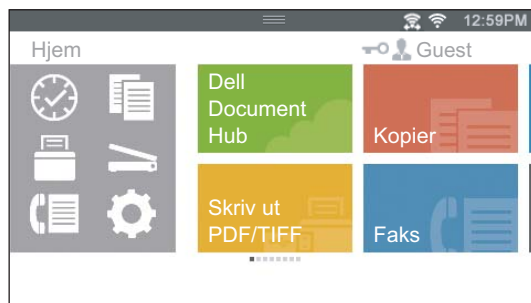 12:59PM
Hjem
Guest
Dell
Document
Hub
Kopier
Skriv ut
PDF/TIFF
Faks